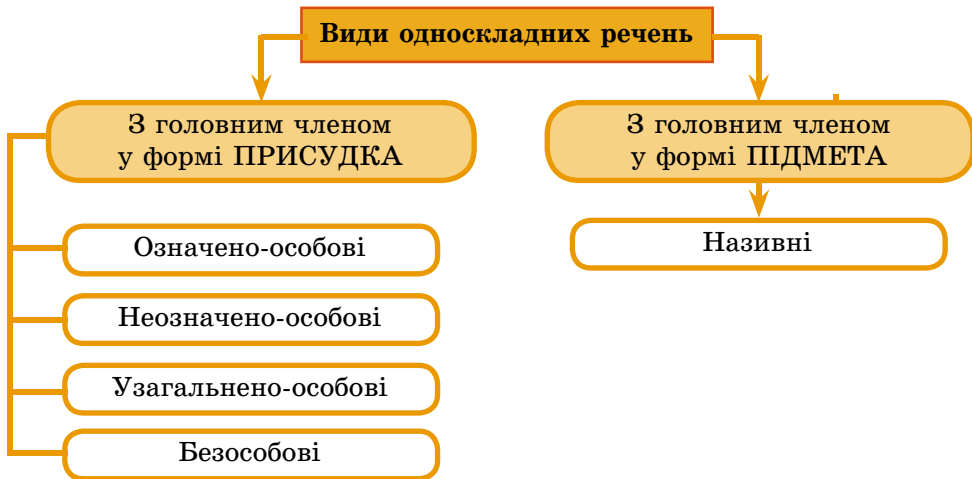 Види односкладних речень
З головним членом
у формі ПРИСУДКА
Означено-особові
Неозначено-особові
Узагальнено-особові
Безособові
З головним членом
у формі ПІДМЕТА
Називні